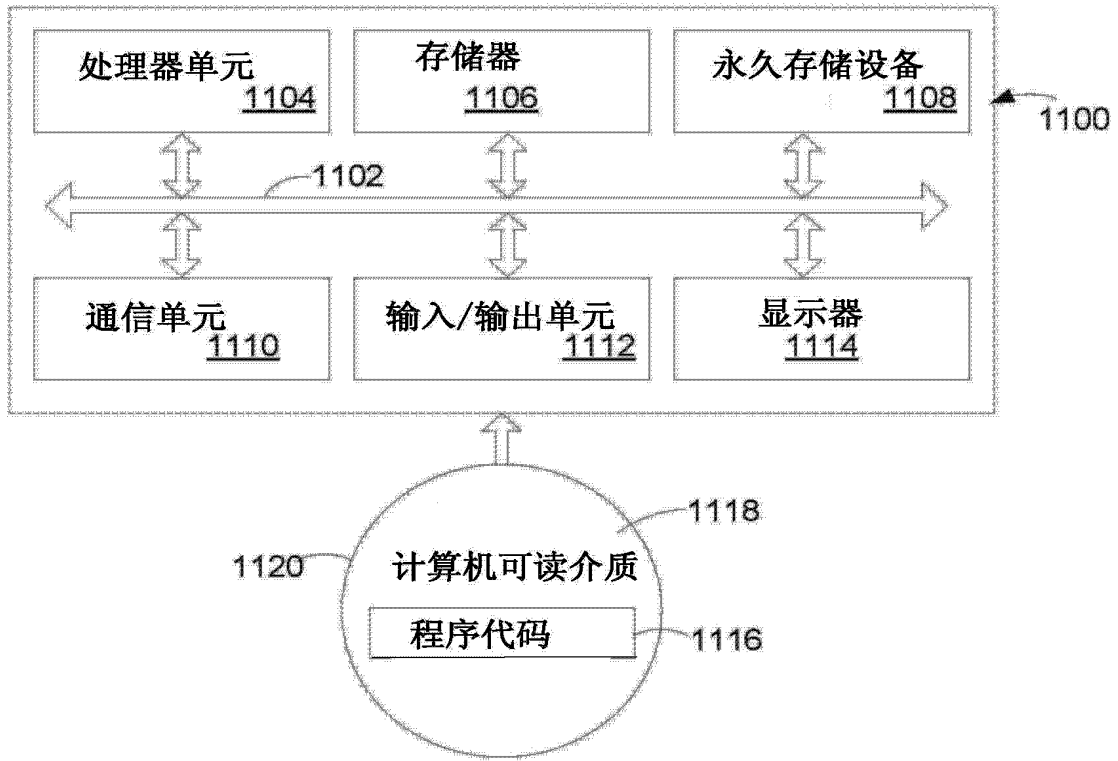 处理器单元
1104
存储器
1106
永久存储设备
1108
1100
1102
通信单元
1110
输入/输出单元
1112
显示器
1114
1118
1120
计算机可读介质
程序代码
1116